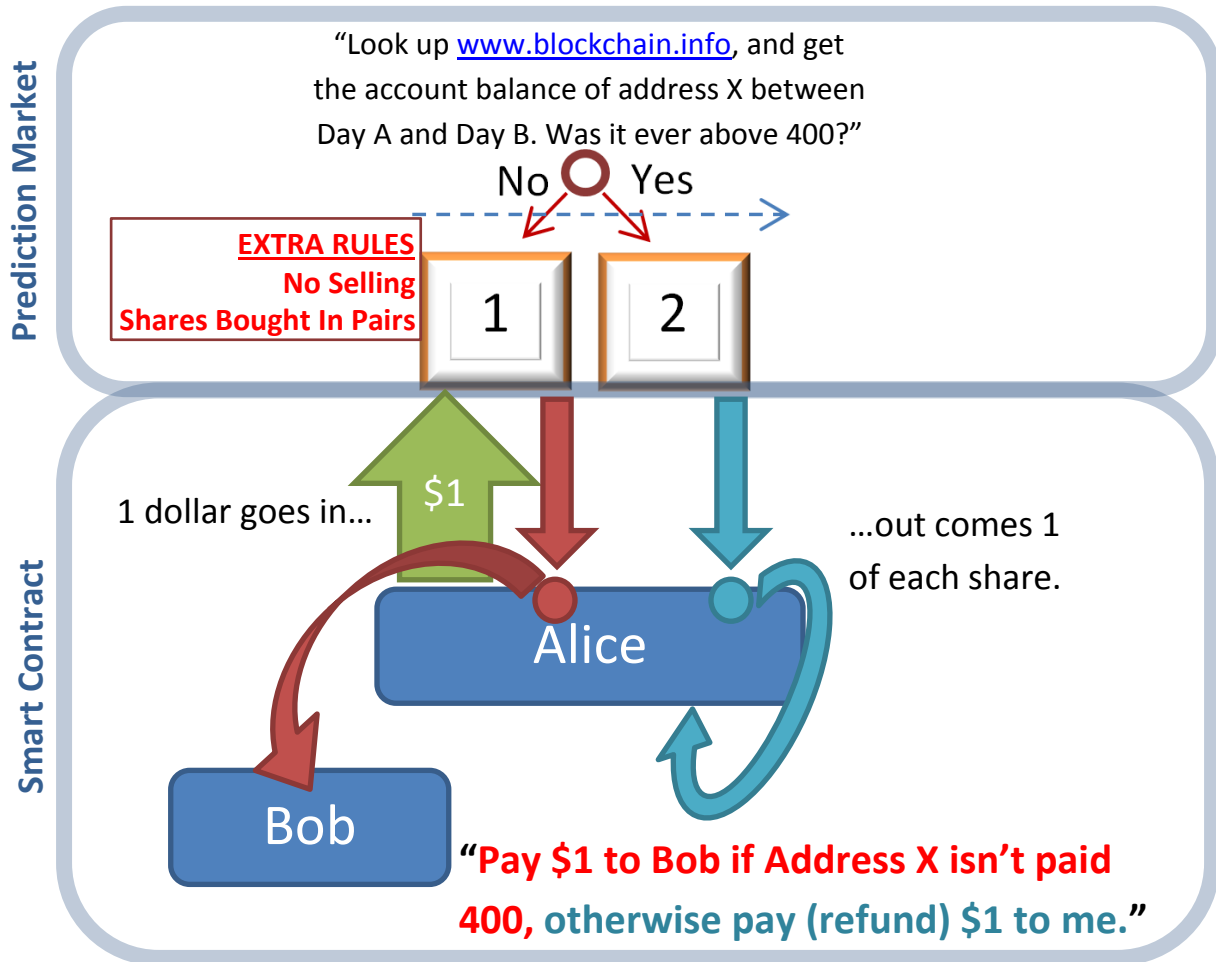 Prediction Market
“Look up www.blockchain.info, and get
the account balance of address X between
Day A and Day B. Was it ever above 400?”
No Yes
EXTRA RULES
No Selling
Shares Bought In Pairs
1 2
Smart Contract
1 dollar goes in…
$1
…out comes 1
of each share.
Alice
Bob
“Pay $1 to Bob if Address X isn’t paid
400, otherwise pay (refund) $1 to me.”